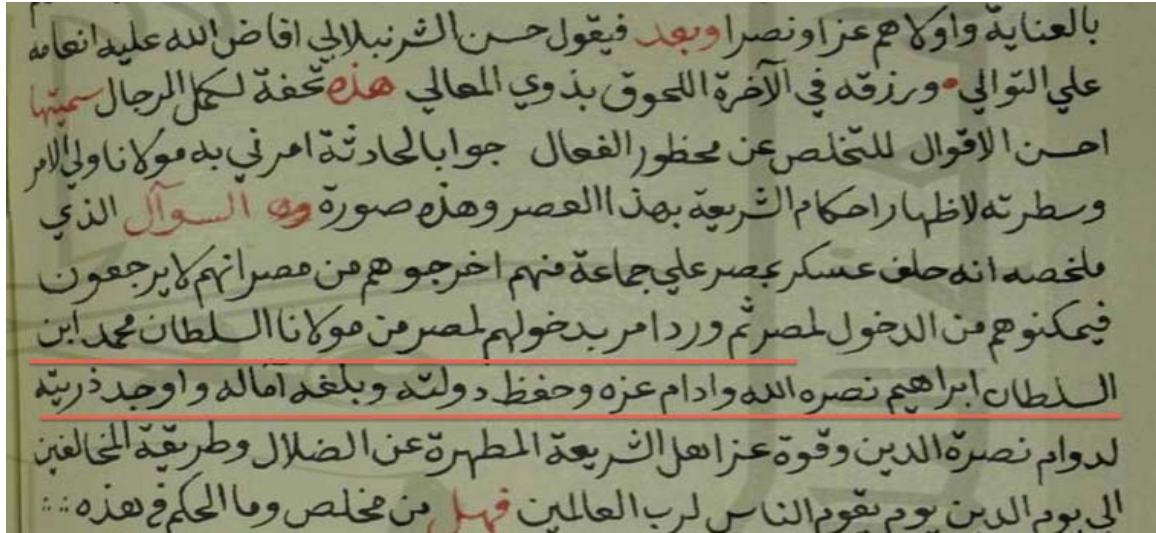 بالعناية واولاهم عزا ونصرا وبعد فيقول حسن الشرنبلالي افاض الله عليه انعامه
علي التوالي ورزقه في الآخرة اللحوق بذوي المعالي هذه تحفة لكمل الرجال سميتها
احسن الاقوال للتخلص عن محظور الفعال جوابا لحادثة امرني به مولانا ولي الامر
وسطرته لاظهار احكام الشريعة بهذا العصر وهذه صورة السوآل الذي
ملخصه انه حلف عسكر بمصر علي جماعة منهم اخرجوهم من مصر انهم لا يرجعون
فيمكنوهم من الدخول لمصر ثم ورد امر بدخولهم لمصر من مولانا السلطان محمد ابن
السلطان ابراهيم نصره الله وادام عزه وحفظ دولته وبلغه آماله واوجد ذريته
لدوام نصرة الدين وقوة عز اهل الشريعة المطهرة عن الضلال وطريقة المخالفين
الي يوم الدين يوم يقوم الناس لرب العالمين فهل من مخلص وما الحكم في هذه